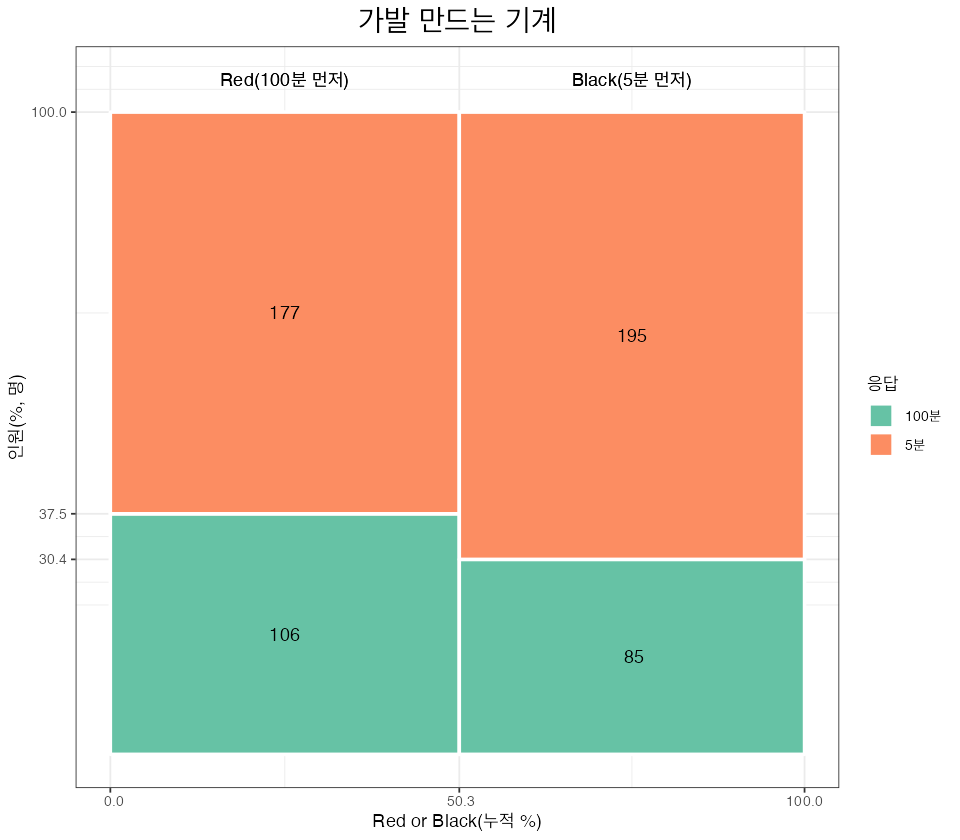 가발 만드는 기계
Red(100분 먼저)
Black(5분 먼저)
100.0
177
195
인원(%, 명)
응답
100분
5분
37.5
30.4
106
85
0.0
50.3
100.0
Red or Black(누적 %)